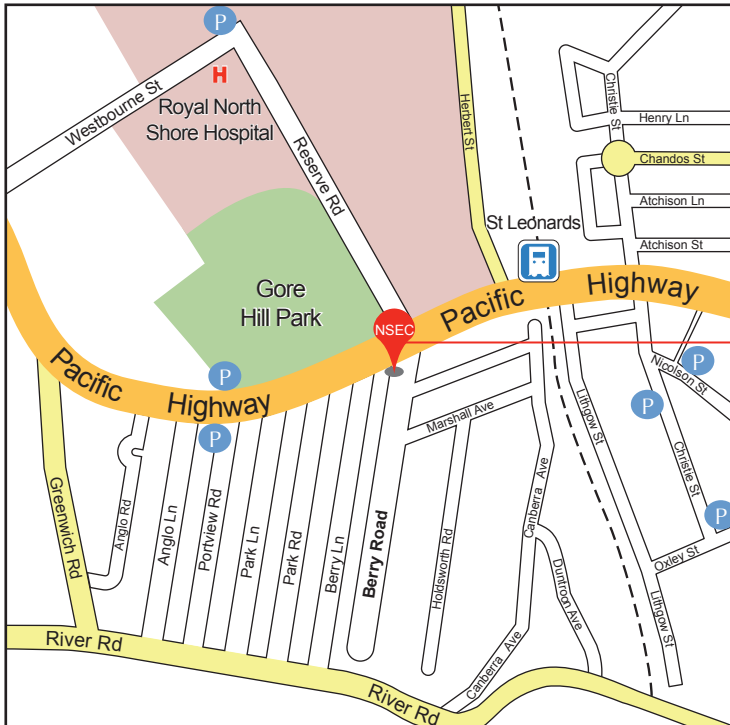 P
H
Royal North
Shore Hospital
Westbourne St
Reserve Rd
Herbert St
Christie St
Henry Ln
Chandos St
Atchison Ln
Atchison St
St Leonards
Gore
Hill Park
Pacific Highway
NSEC
Pacific Highway
P
P
P
Nicolson St
P
Christie St
P
Oxley St
Lithgow St
Lithgow St
Marshall Ave
Canberra Ave
Canberra Ave
Duntroon Ave
Holdsworth Rd
Berry Road
Berry Ln
Park Rd
Park Ln
Portview Rd
Anglo Ln
Anglo Rd
Greenwich Rd
River Rd
River Rd